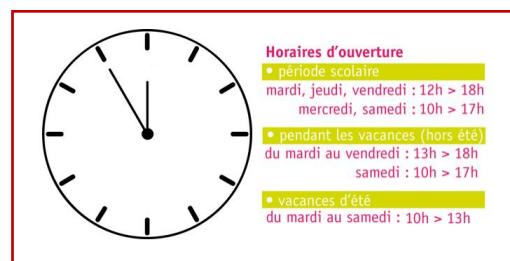 Horaires d'ouverture
• période scolaire
mardi, jeudi, vendredi : 12h > 18h
mercredi, samedi : 10h > 17h
• pendant les vacances (hors été)
du mardi au vendredi : 13h > 18h
samedi : 10h > 17h
• vacances d'été
du mardi au samedi : 10h > 13h